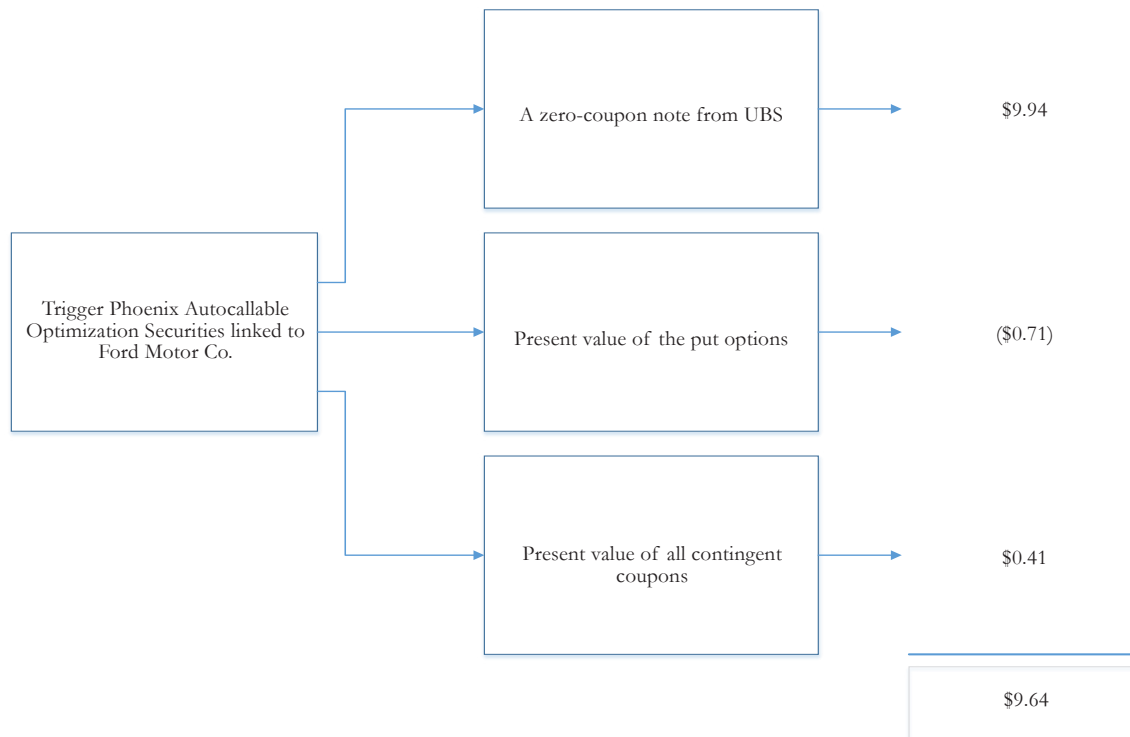 A zero-coupon note from UBS
$9.94
Trigger Phoenix Autocallable
Optimization Securities linked to
Ford Motor Co.
Present value of the put options
($0.71)
Present value of all contingent
coupons
$0.41
$9.64